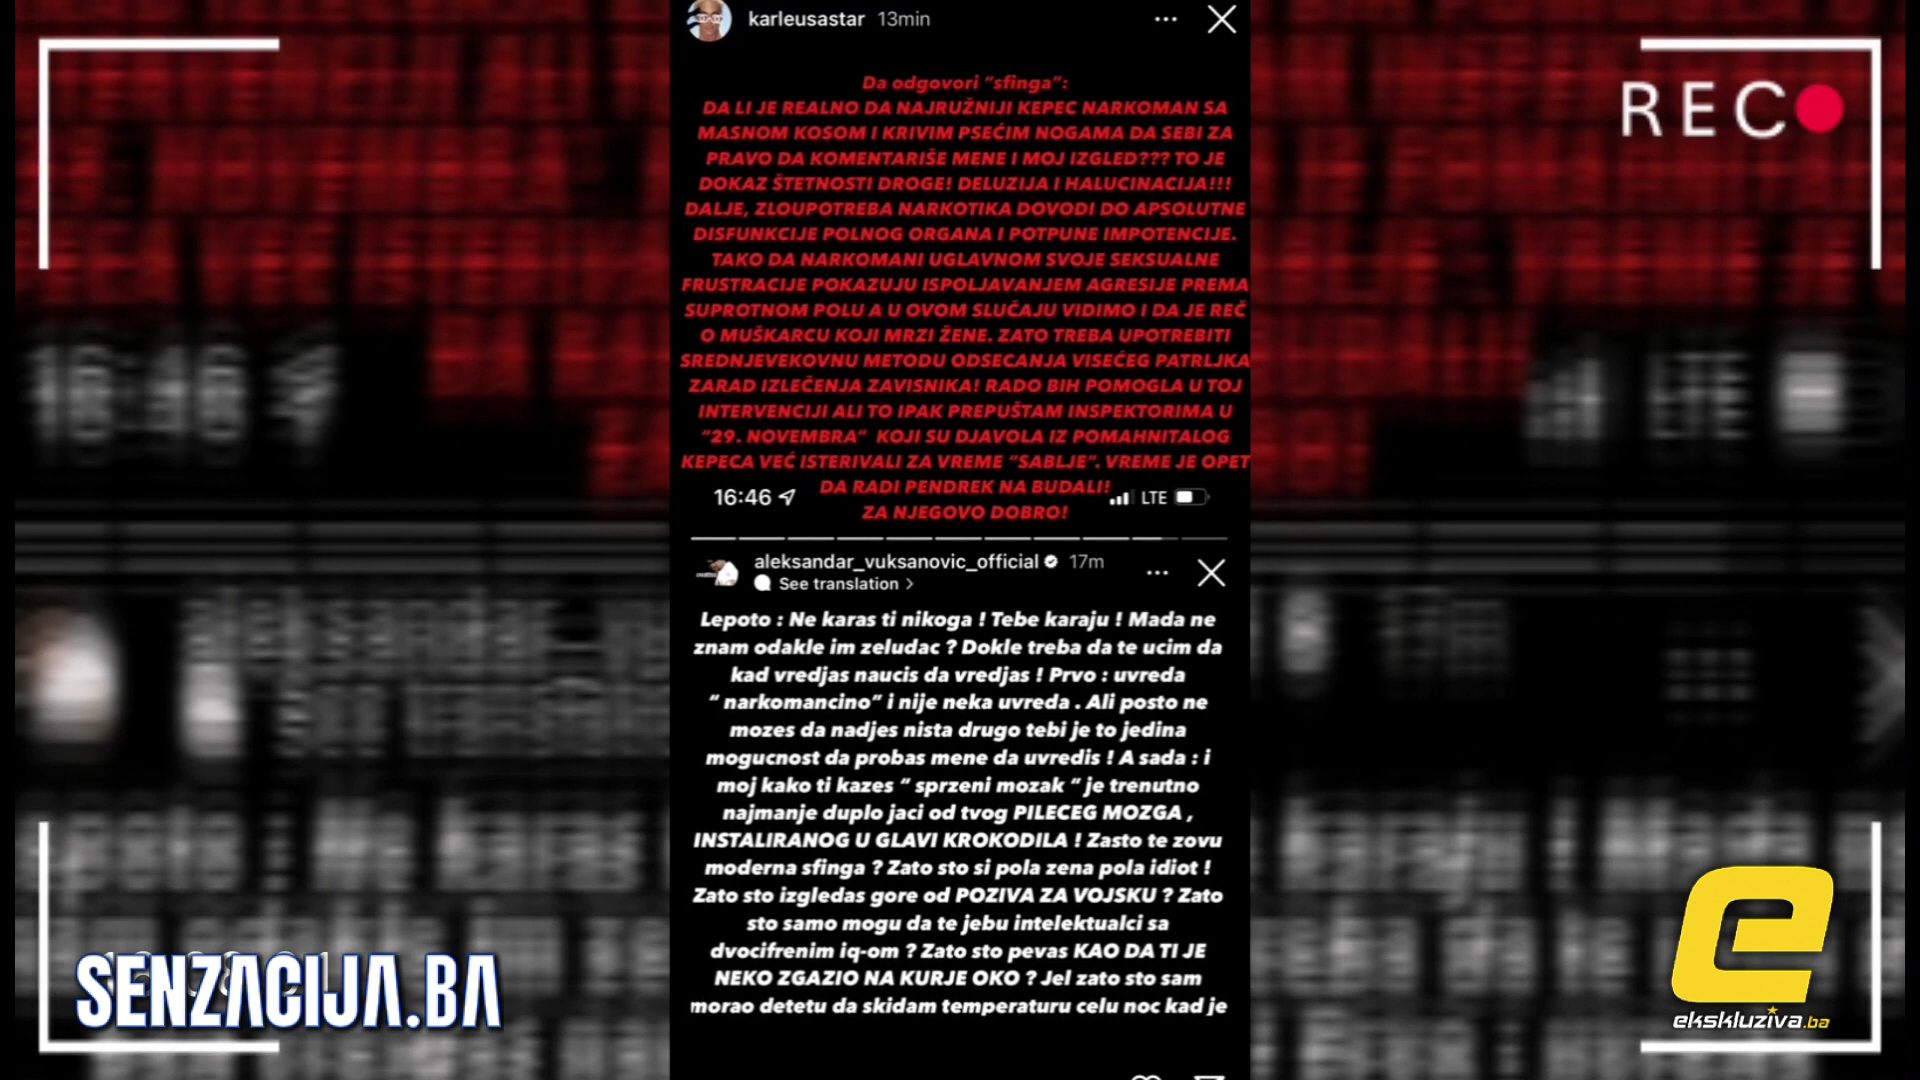 karleusastar 13min
REC
Da odgovori "sfinga":
DA LI JE REALNO DA NAJRUŽNIJI KEPEC NARKOMAN SA
MASNOM KOSOM I KRIVIM PSEĆIM NOGAMA DA SEBI ZA
PRAVO DA KOMENTARIŠE MENE I MOJ IZGLED??? TO JE
DOKAZ ŠTETNOSTI DROGE! DELUZIJA I HALUCINACIJA!!!
DALJE, ZLOUPOTREBA NARKOTIKA DOVODI DO APSOLUTNE
DISFUNKCIJE POLNOG ORGANA I POTPUNE IMPOTENCIJE.
TAKO DA NARKOMANI UGLAVNOM SVOJE SEKSUALNE
FRUSTRACIJE POKAZUJU ISPOLJAVANJEM AGRESIJE PREMA
SUPROTNOM POLU A U OVOM SLUČAJU VIDIMO I DA JE REČ
O MUŠKARCU KOJI MRZI ŽENE. ZATO TREBA UPOTREBITI
SREDNJEVEKOVNU METODU ODSECANJA VISEĆEG PATRLJKA
ZARAD IZLEČENJA ZAVISNIKA! RADO BIH POMOGLA U TOJ
INTERVENCIJI ALI TO IPAK PREPUŠTAM INSPEKTORIMA U
"29. NOVEMBRA" KOJI SU DJAVOLA IZ POMAHNITALOG
KEPECA VEĆ ISTERIVALI ZA VREME "SABLJE". VREME JE OPET
DA RADI PENDREK NA BUDALI!
16:46 LTE
ZA NJEGOVO DOBRO!
aleksandar_vuksanovic_official 17m
See translation >
Lepoto : Ne karas ti nikoga ! Tebe karaju ! Mada ne
znam odakle im zeludac ? Dokle treba da te ucim da
kad vredjas naucis da vredjas ! Prvo : uvreda
" narkomancino" i nije neka uvreda . Ali posto ne
mozes da nadjes nista drugo tebi je to jedina
mogucnost da probas mene da uvredis ! A sada : i
moj kako ti kazes " sprzeni mozak " je trenutno
najmanje duplo jaci od tvog PILECEG MOZGA ,
INSTALIRANOG U GLAVI KROKODILA ! Zasto te zovu
moderna sfinga ? Zato sto si pola zena pola idiot !
Zato sto izgledas gore od POZIVA ZA VOJSKU ? Zato
sto samo mogu da te jebu intelektualci sa
dvocifrenim iq-om ? Zato sto pevas KAO DA TI JE
NEKO ZGAZIO NA KURJE OKO ? Jel zato sto sam
morao detetu da skidam temperaturu celu noc kad je
SENZACIJA.BA
e
ekskluziva.ba